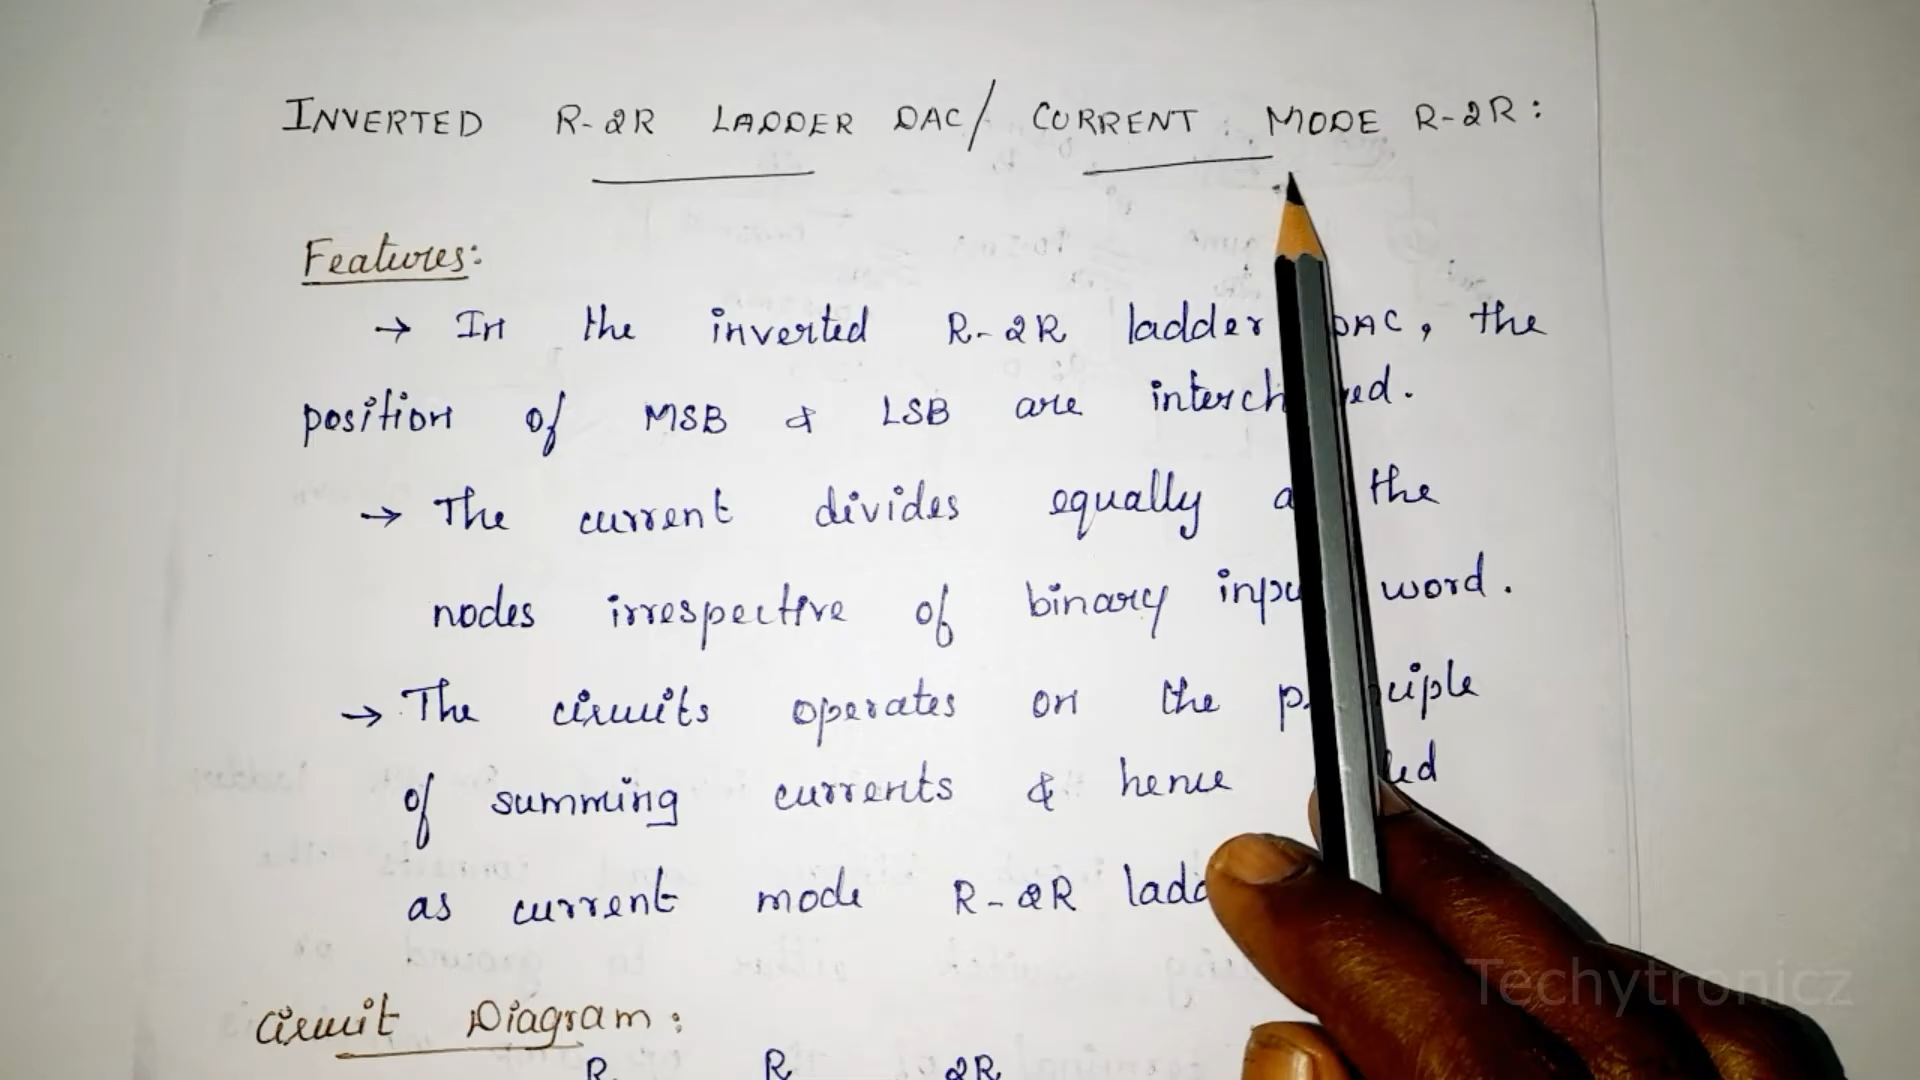 INVERTED R-2R LADDER DAC/ CURRENT MODE R-2R:
Features:
→ In the inverted R-2R ladder DAC, the
position of MSB & LSB are
→ The current divides equally the
nodes irrespective of binary word.
→ The circuits operates on the
of summing currents & hence
as current mode R-2R
Circuit Diagram:
R R 2R
Techytronicz